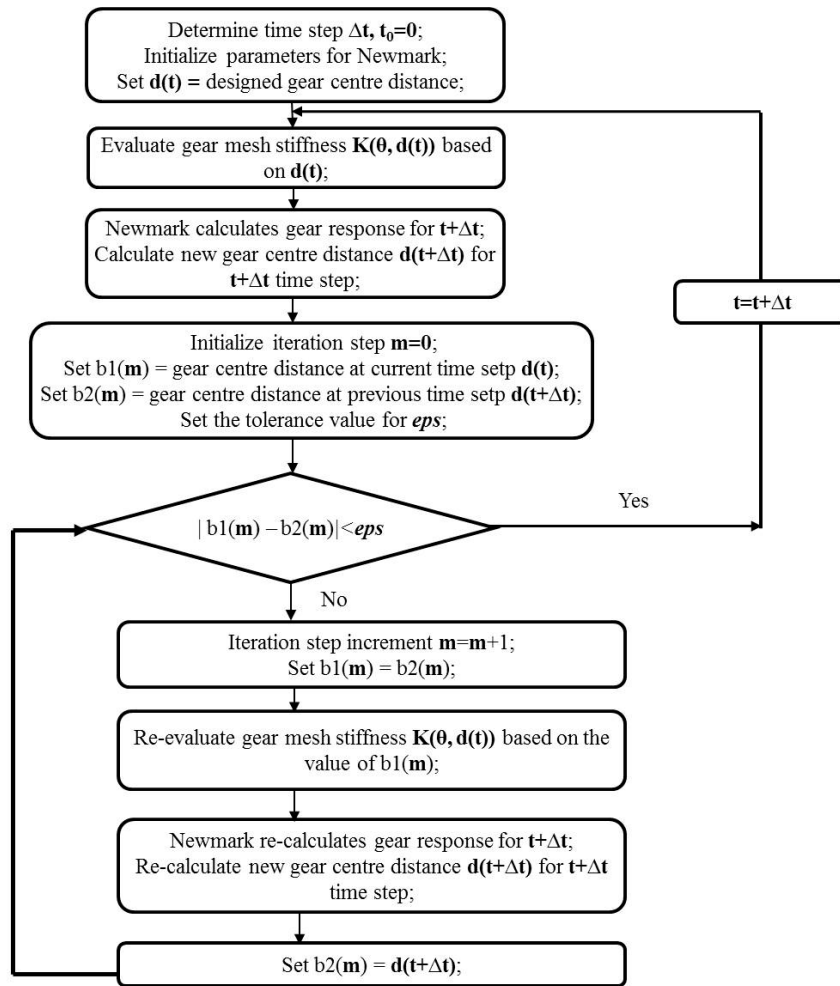 Determine time step Δt, t₀=0;
Initialize parameters for Newmark;
Set d(t) = designed gear centre distance;
Evaluate gear mesh stiffness K(θ, d(t)) based
on d(t);
Newmark calculates gear response for t+Δt;
Calculate new gear centre distance d(t+Δt) for
t+Δt time step;
t=t+Δt
Initialize iteration step m=0;
Set b1(m) = gear centre distance at current time setp d(t);
Set b2(m) = gear centre distance at previous time setp d(t+Δt);
Set the tolerance value for eps;
| b1(m) – b2(m)|<eps
Yes
No
Iteration step increment m=m+1;
Set b1(m) = b2(m);
Re-evaluate gear mesh stiffness K(θ, d(t)) based on the
value of b1(m);
Newmark re-calculates gear response for t+Δt;
Re-calculate new gear centre distance d(t+Δt) for t+Δt
time step;
Set b2(m) = d(t+Δt);